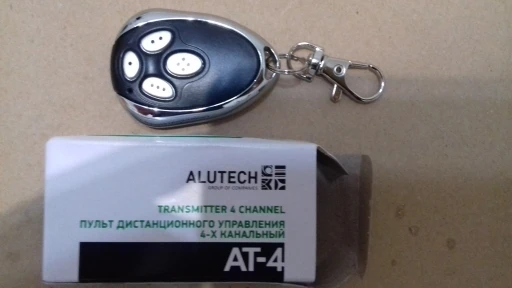 ALUTECH
GROUP OF COMPANIES
TRANSMITTER 4 CHANNEL
ПУЛЬТ ДИСТАНЦИОННОГО УПРАВЛЕНИЯ
4-Х КАНАЛЬНЫЙ
AT-4